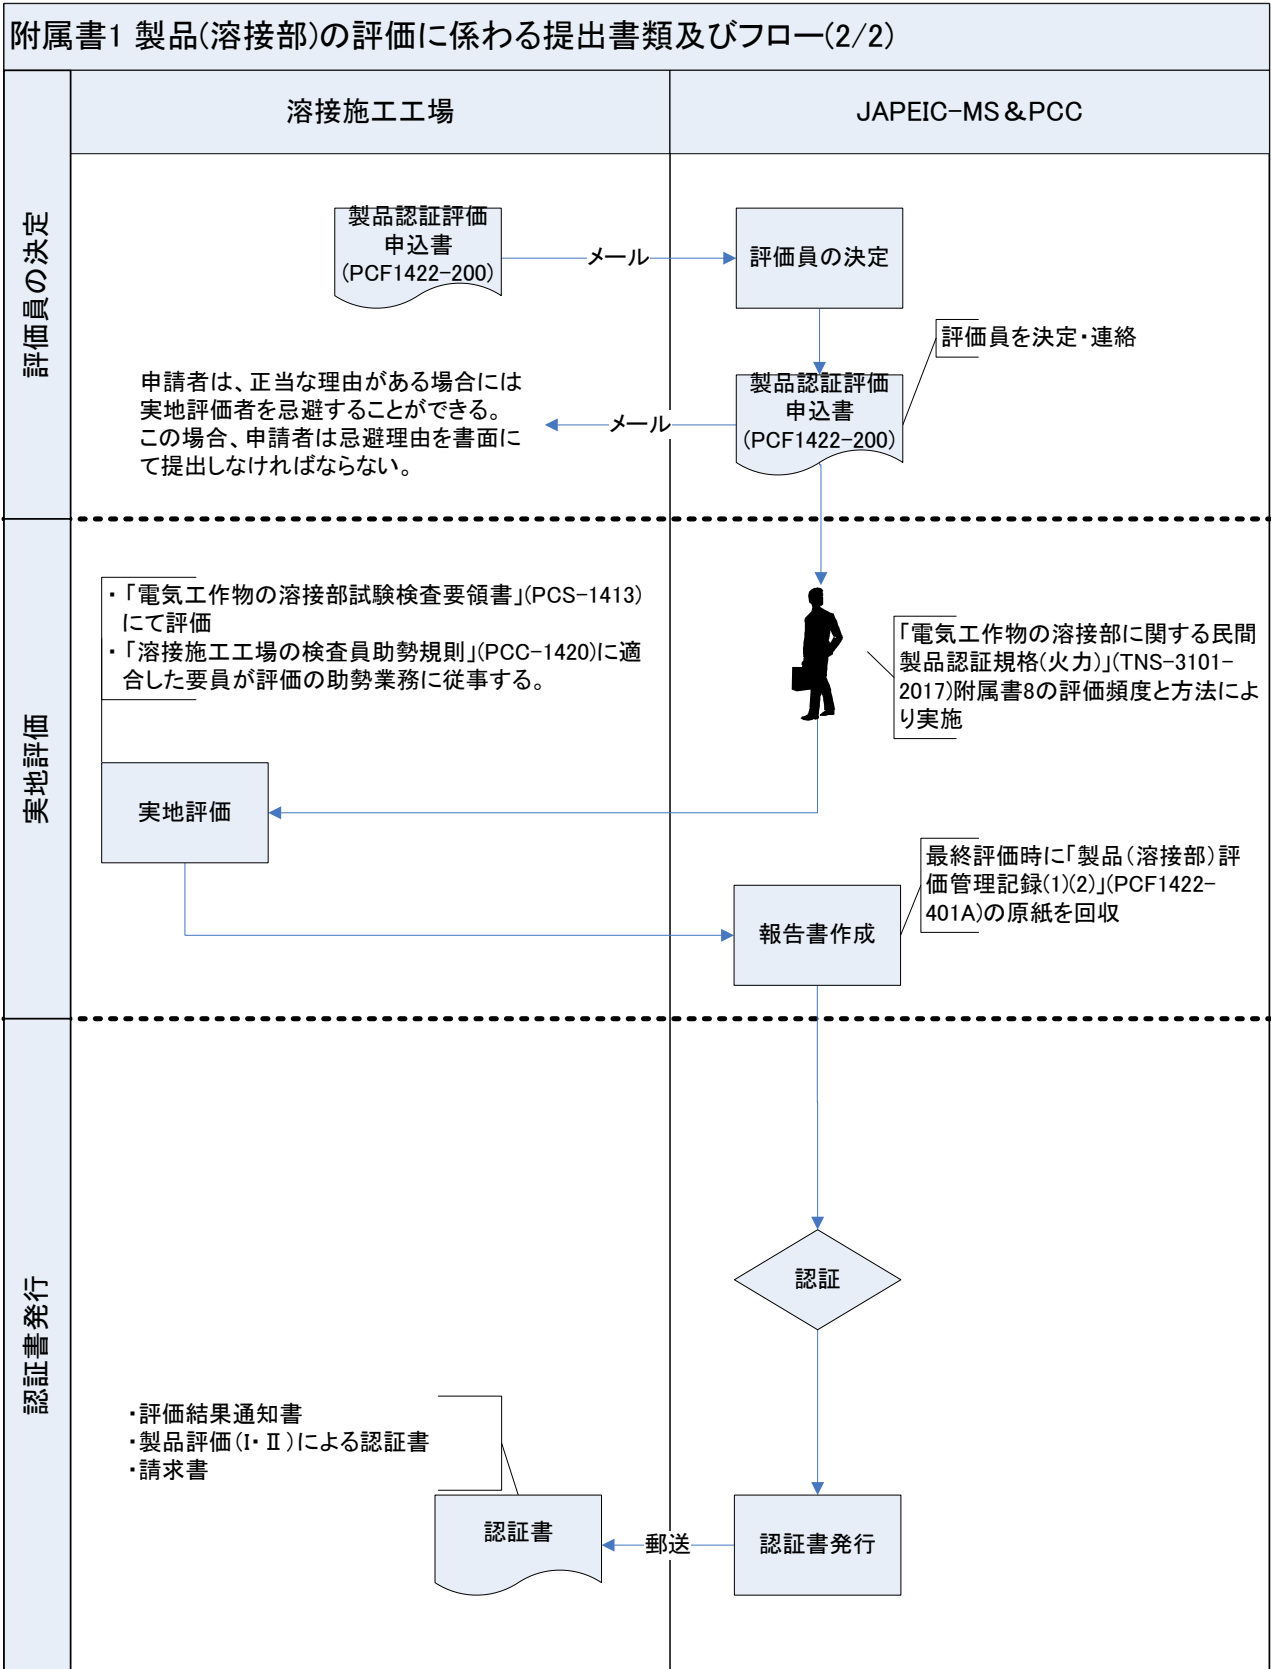 附属書1 製品(溶接部)の評価に係わる提出書類及びフロー(2/2)
溶接施工工場
JAPEIC-MS&PCC
評価員の決定
製品認証評価
申込書
(PCF1422-200)
メール
評価員の決定
評価員を決定・連絡
申請者は、正当な理由がある場合には
実地評価者を忌避することができる。
この場合、申請者は忌避理由を書面に
て提出しなければならない。
メール
製品認証評価
申込書
(PCF1422-200)
実地評価
・「電気工作物の溶接部試験検査要領書」(PCS-1413)
にて評価
・「溶接施工工場の検査員助勢規則」(PCC-1420)に適
合した要員が評価の助勢業務に従事する。
「電気工作物の溶接部に関する民間
製品認証規格(火力)」(TNS-3101-
2017)附属書8の評価頻度と方法によ
り実施
実地評価
最終評価時に「製品(溶接部)評
価管理記録(1)(2)」(PCF1422-
401A)の原紙を回収
報告書作成
認証書発行
認証
・評価結果通知書
・製品評価(I・Ⅱ)による認証書
・請求書
認証書
郵送
認証書発行